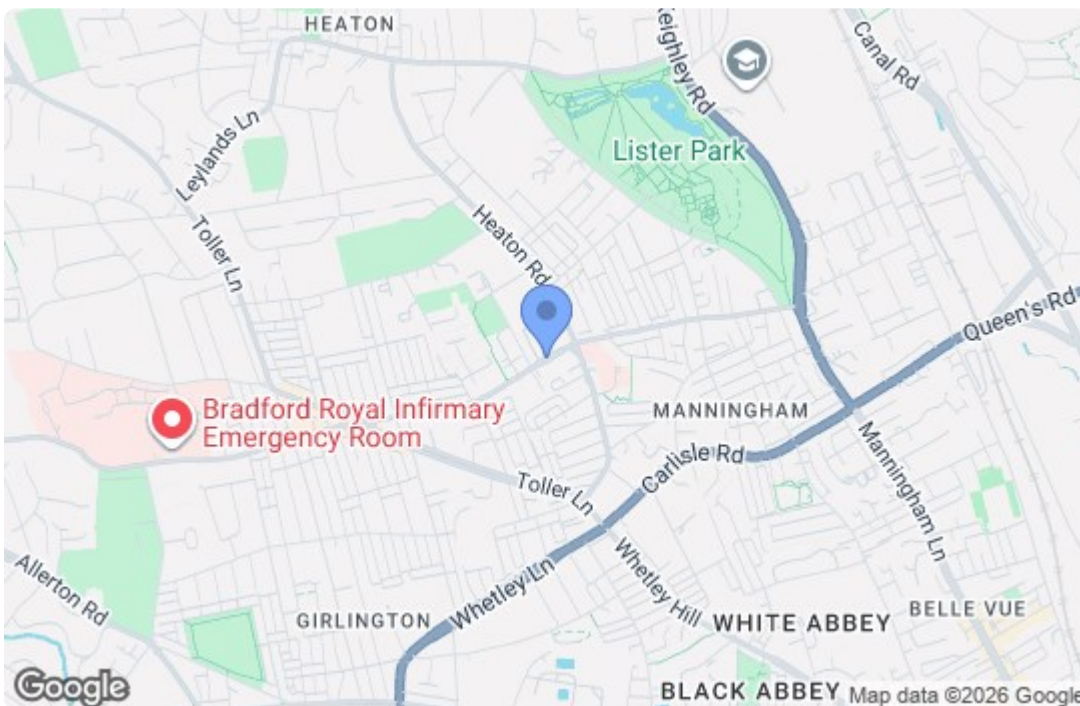 HEATON
Keighley Rd
Canal Rd
Leylands Ln
Lister Park
Toller Ln
Heaton Rd
Queen's Rd
Bradford Royal Infirmary
Emergency Room
MANNINGHAM
Carlisle Rd
Manningham Ln
Toller Ln
Allerton Rd
Whetley Ln
Whetley Hill
GIRLINGTON
WHITE ABBEY
BELLE VUE
Google
BLACK ABBEY
Map data ©2026 Google